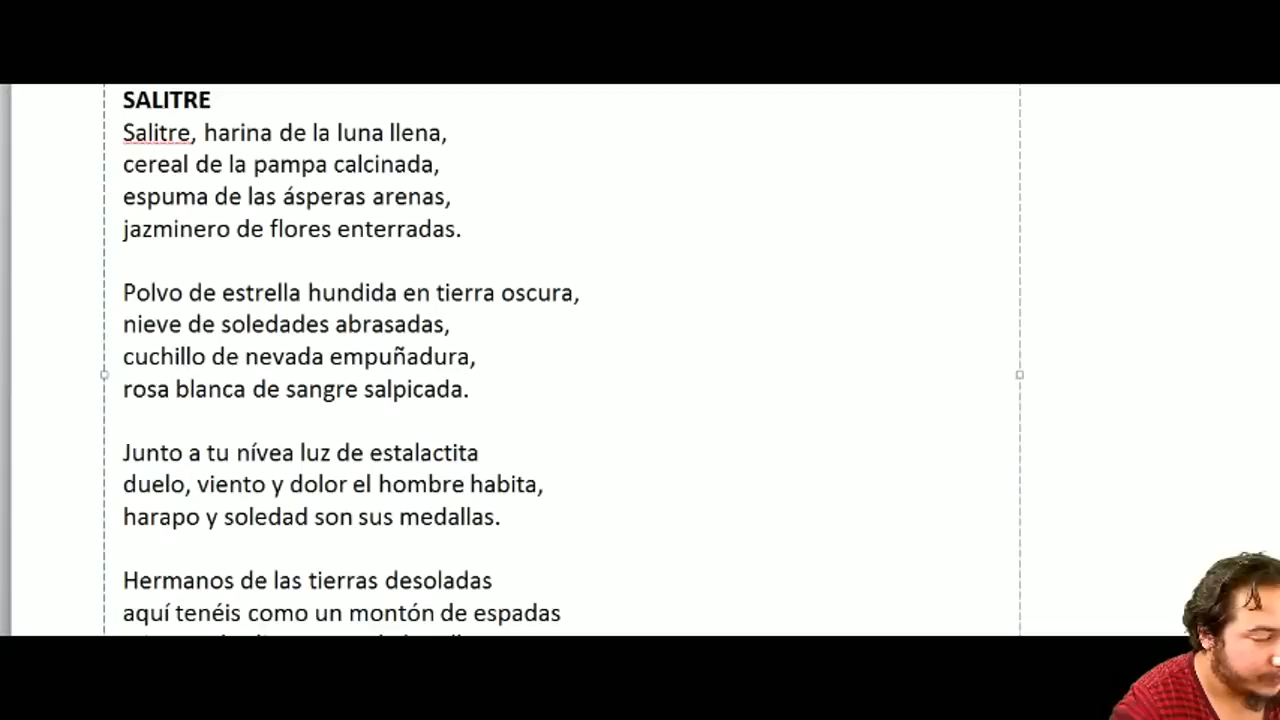 SALITRE
Salitre, harina de la luna llena,
cereal de la pampa calcinada,
espuma de las ásperas arenas,
jazminero de flores enterradas.
Polvo de estrella hundida en tierra oscura,
nieve de soledades abrasadas,
cuchillo de nevada empuñadura,
rosa blanca de sangre salpicada.
Junto a tu nívea luz de estalactita
duelo, viento y dolor el hombre habita,
harapo y soledad son sus medallas.
Hermanos de las tierras desoladas
aquí tenéis como un montón de espadas